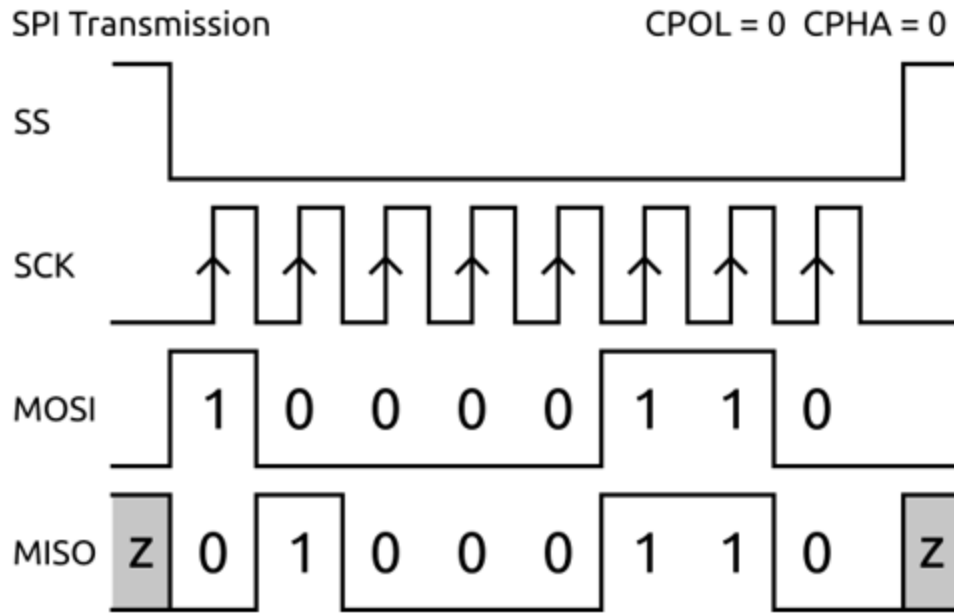 SPI Transmission CPOL = 0 CPHA = 0
SS
SCK
MOSI 1 0 0 0 0 1 1 0
MISO Z 0 1 0 0 0 1 1 0 Z